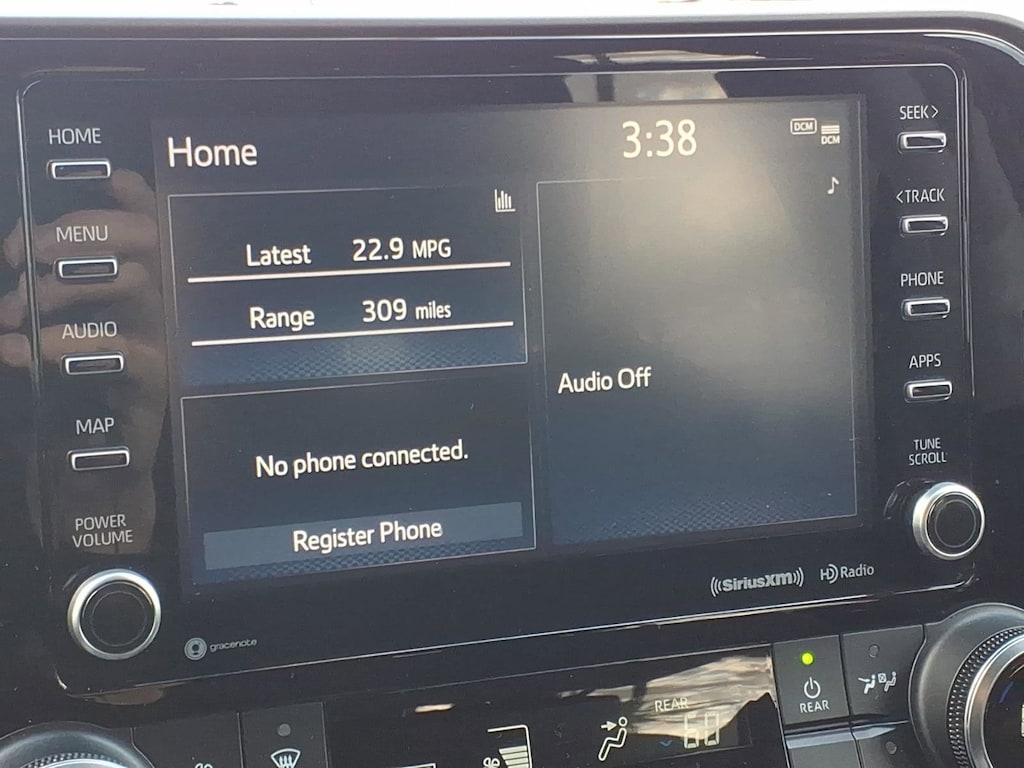 HOME
MENU
AUDIO
MAP
POWER
VOLUME
Home
3:38
DCM
DCM
Latest 22.9 MPG
Range 309 miles
No phone connected.
Register Phone
Audio Off
SEEK>
<TRACK
PHONE
APPS
TUNE
SCROLL
gracenote
((SiriusXM))
HD Radio
REAR
60
REAR